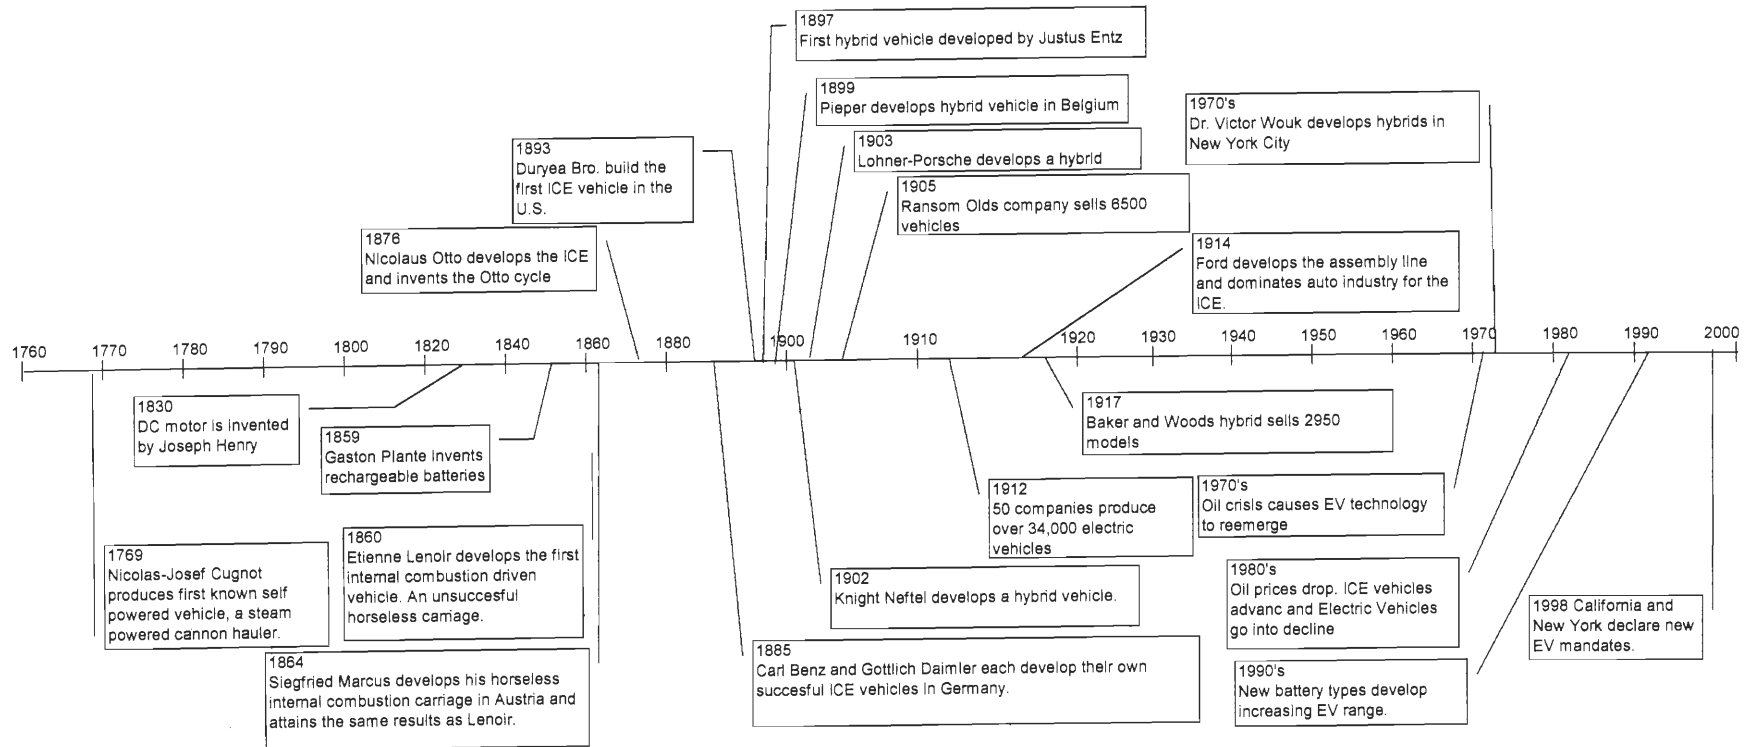 1897
First hybrid vehicle developed by Justus Entz
1899
Pieper develops hybrid vehicle in Belgium
1970's
Dr. Victor Wouk develops hybrids in
New York City
1903
Lohner-Porsche develops a hybrid
1893
Duryea Bro. build the
first ICE vehicle in the
U.S.
1905
Ransom Olds company sells 6500
vehicles
1876
Nicolaus Otto develops the ICE
and invents the Otto cycle
1914
Ford develops the assembly line
and dominates auto industry for the
ICE.
1760 1770 1780 1790 1800 1820 1840 1860 1880 1900 1910 1920 1930 1940 1950 1960 1970 1980 1990 2000
1830
DC motor is invented
by Joseph Henry
1859
Gaston Plante invents
rechargeable batteries
1917
Baker and Woods hybrid sells 2950
models
1912
50 companies produce
over 34,000 electric
vehicles
1970's
Oil crisis causes EV technology
to reemerge
1769
Nicolas-Josef Cugnot
produces first known self
powered vehicle, a steam
powered cannon hauler.
1860
Etienne Lenoir develops the first
internal combustion driven
vehicle. An unsuccesful
horseless carriage.
1902
Knight Neftel develops a hybrid vehicle.
1980's
Oil prices drop. ICE vehicles
advanc and Electric Vehicles
go into decline
1998 California and
New York declare new
EV mandates.
1864
Siegfried Marcus develops his horseless
internal combustion carriage in Austria and
attains the same results as Lenoir.
1885
Carl Benz and Gottlich Daimler each develop their own
succesful ICE vehicles in Germany.
1990's
New battery types develop
increasing EV range.